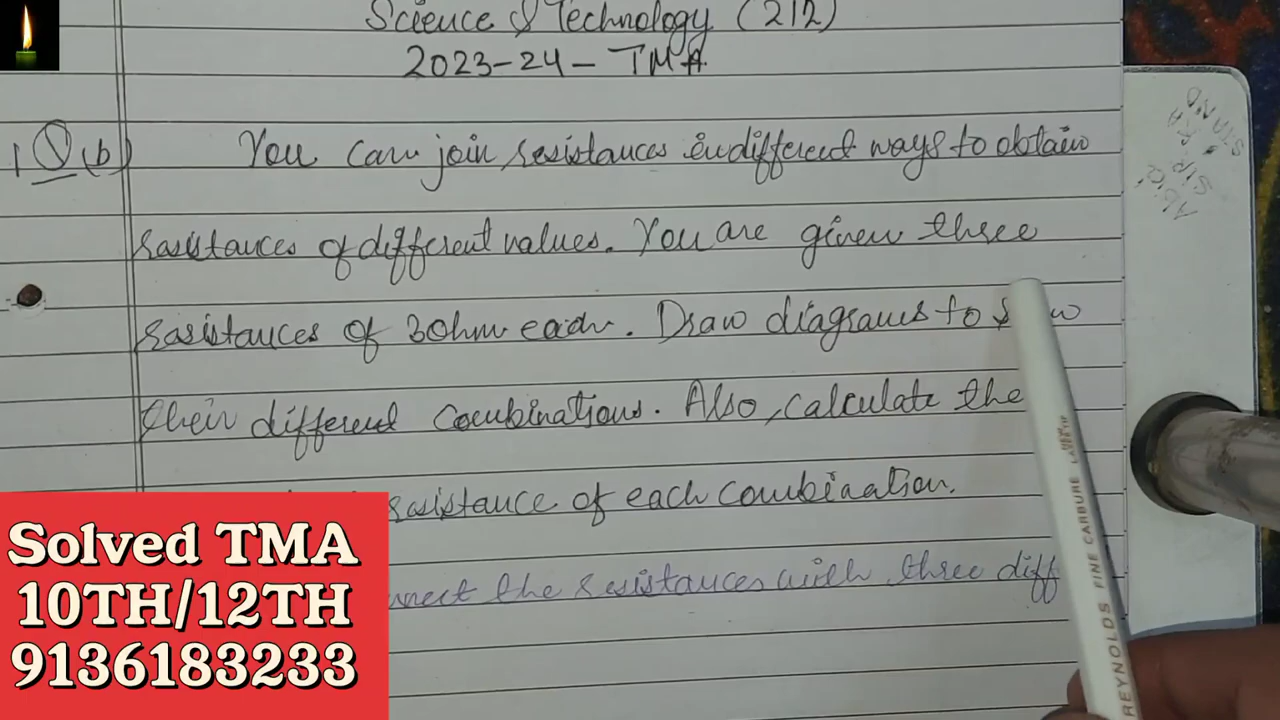 Science & Technology (212)
2023-24 - TMA
1 Q (b) You can join resistances in different ways to obtain
resistances of different values. You are given three
resistances of 3 ohm each. Draw diagrams to
their different combinations. Also, calculate the
resistance of each combination.
the resistances with three diff
Solved TMA
10TH/12TH
9136183233
REYNOLDS FINE CARBURE